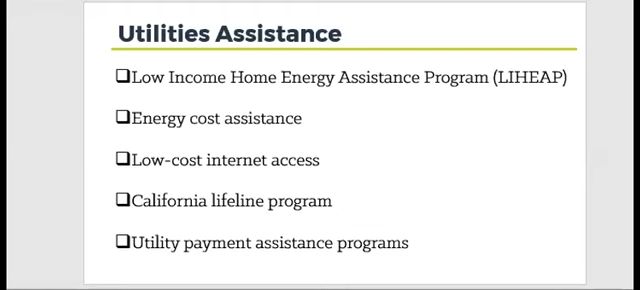 Utilities Assistance
❑Low Income Home Energy Assistance Program (LIHEAP)
❑Energy cost assistance
❑Low-cost internet access
❑California lifeline program
❑Utility payment assistance programs